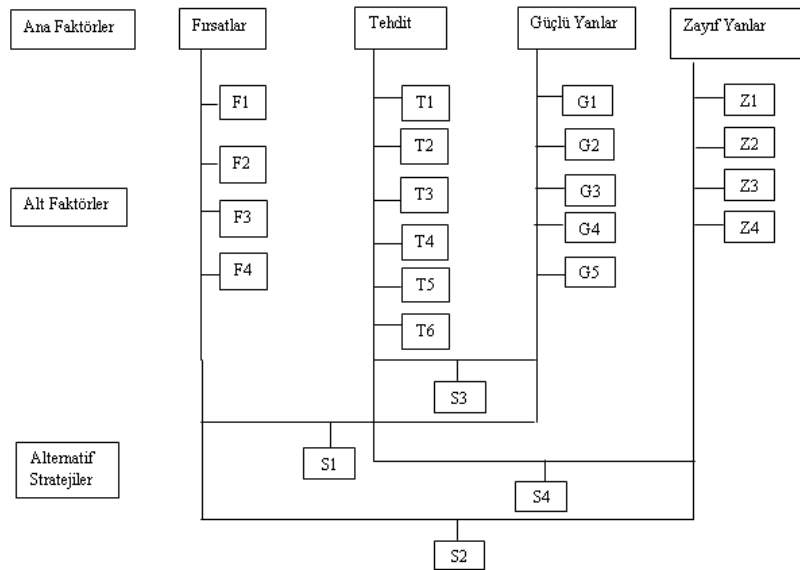 Ana Faktörler
Fırsatlar
Tehdit
Güçlü Yanlar
Zayıf Yanlar
F1
T1
G1
Z1
F2
T2
G2
Z2
Alt Faktörler
F3
T3
G3
Z3
F4
T4
G4
Z4
T5
G5
T6
S3
Alternatif
Stratejiler
S1
S4
S2